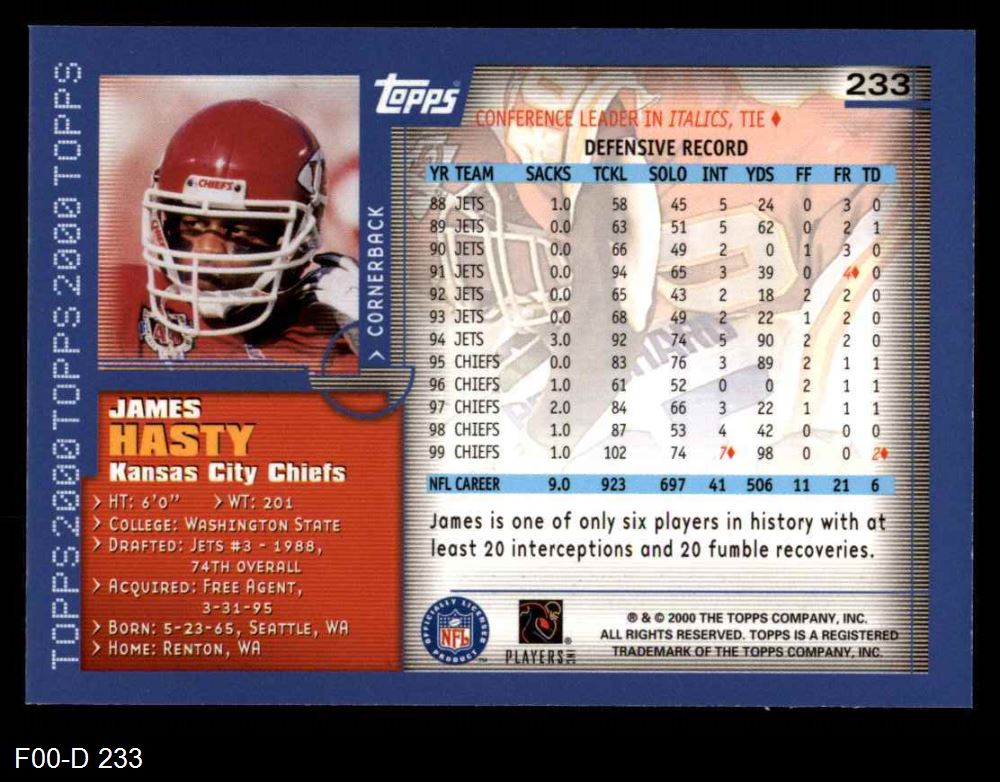 TOPPS2000TOPPS2000TOPPS2000TOPPS
CHIEFS
> CORNERBACK
JAMES
HASTY
Kansas City Chiefs
> HT: 6'0" > WT: 201
> COLLEGE: WASHINGTON STATE
> DRAFTED: JETS #3 - 1988,
74TH OVERALL
> ACQUIRED: FREE AGENT,
3-31-95
> BORN: 5-23-65, SEATTLE, WA
> HOME: RENTON, WA
Topps
233
CONFERENCE LEADER IN ITALICS, TIE ♦
DEFENSIVE RECORD
YR TEAM SACKS TCKL SOLO INT YDS FF FR TD
88 JETS 1.0 58 45 5 24 0 3 0
89 JETS 0.0 63 51 5 62 0 2 1
90 JETS 0.0 66 49 2 0 1 3 0
91 JETS 0.0 94 65 3 39 0 4♦ 0
92 JETS 0.0 65 43 2 18 2 2 0
93 JETS 0.0 68 49 2 22 1 2 0
94 JETS 3.0 92 74 5 90 2 2 0
95 CHIEFS 0.0 83 76 3 89 2 1 1
96 CHIEFS 1.0 61 52 0 0 2 1 1
97 CHIEFS 2.0 84 66 3 22 1 1 1
98 CHIEFS 1.0 87 53 4 42 0 0 0
99 CHIEFS 1.0 102 74 7♦ 98 0 0 2♦
NFL CAREER 9.0 923 697 41 506 11 21 6
James is one of only six players in history with at
least 20 interceptions and 20 fumble recoveries.
OFFICIALLY LICENSED
NFL
PRODUCT
™
PLAYERS INC
®
® & © 2000 THE TOPPS COMPANY, INC.
ALL RIGHTS RESERVED. TOPPS IS A REGISTERED
TRADEMARK OF THE TOPPS COMPANY, INC.
F00-D 233